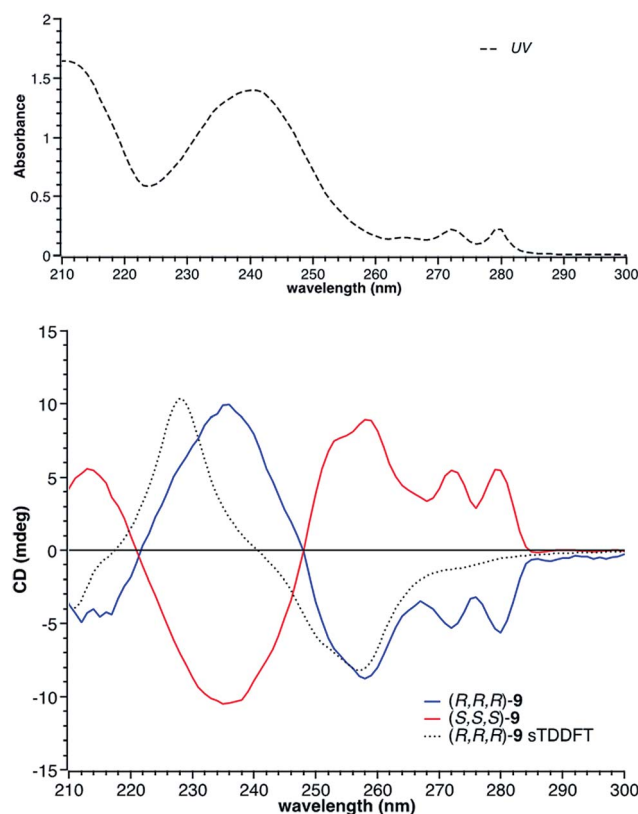 2
1.5
1
0.5
0
Absorbance
UV
210 220 230 240 250 260 270 280 290 300
wavelength (nm)
15
10
5
0
-5
-10
-15
CD (mdeg)
(R,R,R)-9
(S,S,S)-9
(R,R,R)-9 sTDDFT
210 220 230 240 250 260 270 280 290 300
wavelength (nm)